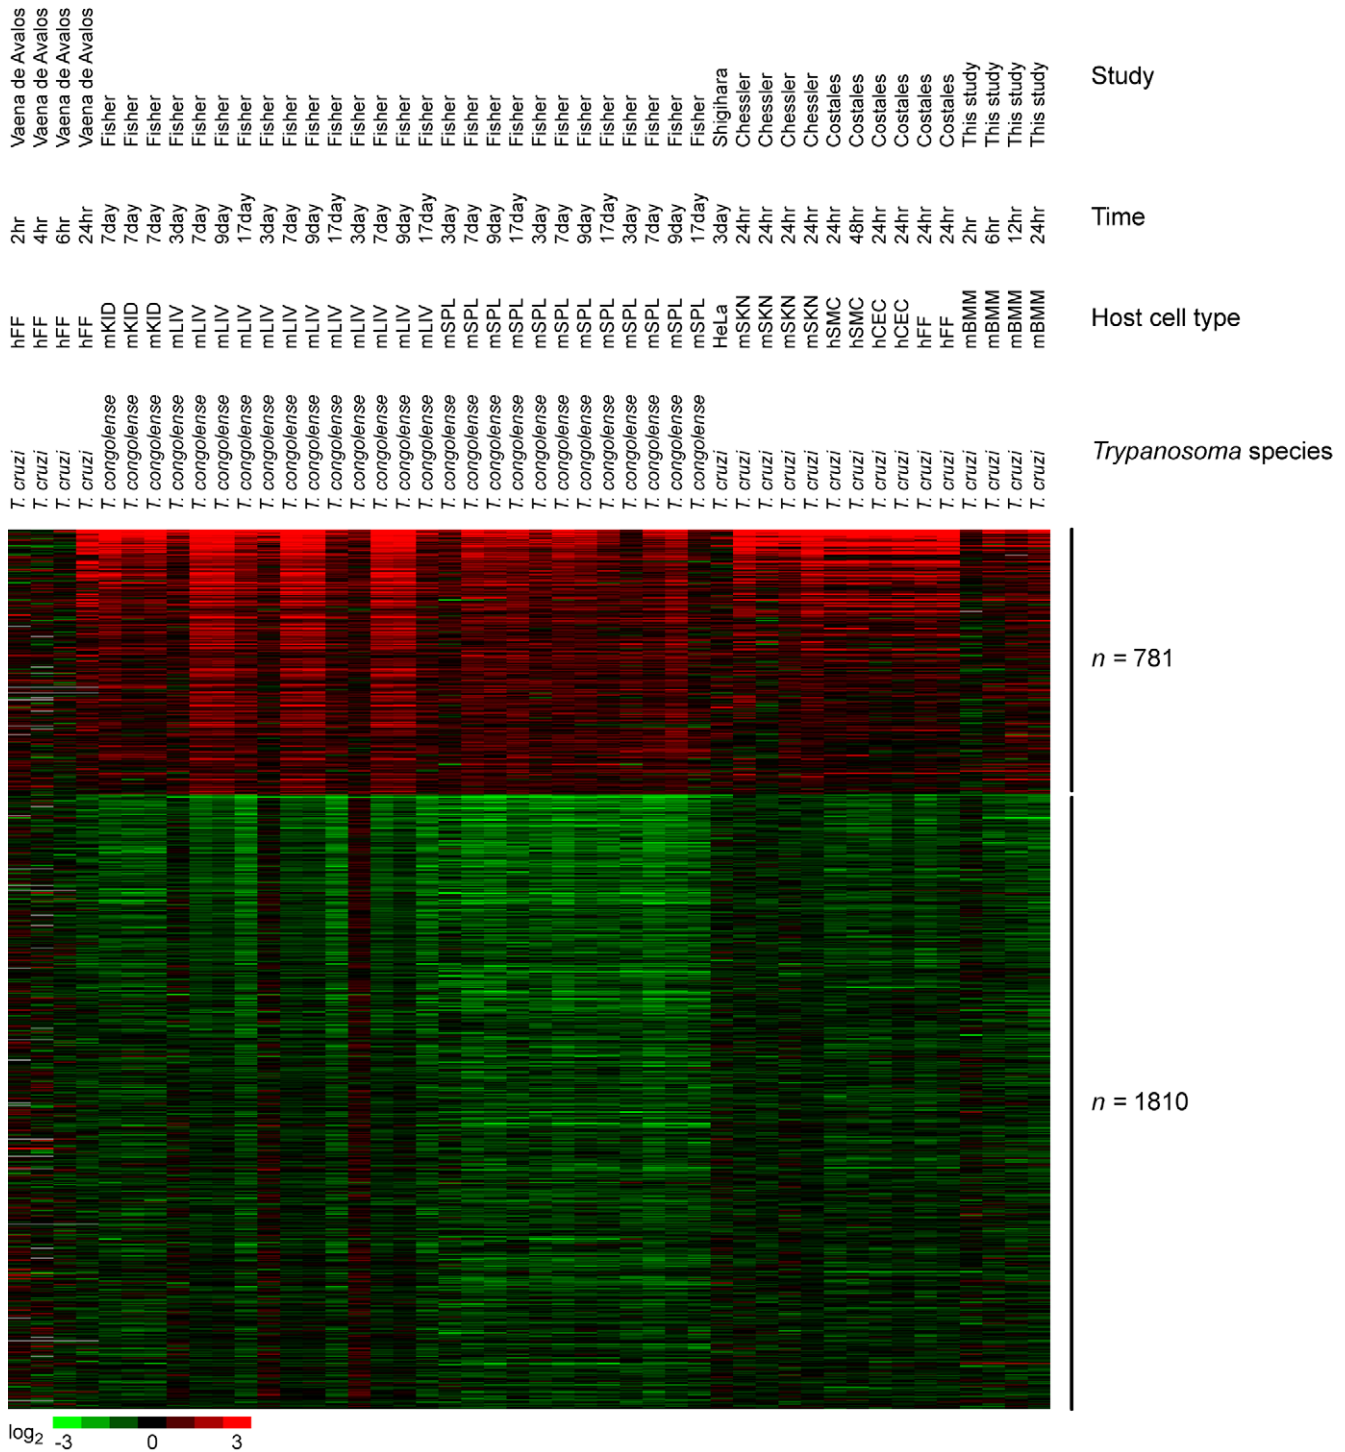 Vaema de Avalos Vaema de Avalos Vaema de Avalos Vaema de Avalos Fisher Fisher Fisher Fisher Fisher Fisher Fisher Fisher Fisher Fisher Fisher Fisher Fisher Fisher Fisher Fisher Fisher Fisher Fisher Fisher Fisher Fisher Fisher Fisher Fisher Fisher Fisher Shigihara Chessler Chessler Chessler Chessler Costales Costales Costales Costales Costales Costales This study This study This study This study Study
2hr 4hr 6hr 24hr 7day 7day 7day 3day 7day 9day 17day 3day 7day 9day 17day 3day 7day 9day 17day 3day 7day 9day 17day 3day 7day 9day 17day 3day 7day 9day 17day 3day 24hr 24hr 24hr 24hr 24hr 48hr 24hr 24hr 24hr 24hr 2hr 6hr 12hr 24hr Time
hFF hFF hFF hFF mKID mKID mKID mLIV mLIV mLIV mLIV mLIV mLIV mLIV mLIV mLIV mLIV mLIV mLIV mSPL mSPL mSPL mSPL mSPL mSPL mSPL mSPL mSPL mSPL mSPL mSPL HeLa mSKN mSKN mSKN mSKN hSMC hSMC hCEC hCEC hFF hFF mBMM mBMM mBMM mBMM Host cell type
T. cruzi T. cruzi T. cruzi T. cruzi T. congolense T. congolense T. congolense T. congolense T. congolense T. congolense T. congolense T. congolense T. congolense T. congolense T. congolense T. congolense T. congolense T. congolense T. congolense T. congolense T. congolense T. congolense T. congolense T. congolense T. congolense T. congolense T. congolense T. congolense T. congolense T. congolense T. congolense T. cruzi T. cruzi T. cruzi T. cruzi T. cruzi T. cruzi T. cruzi T. cruzi T. cruzi T. cruzi T. cruzi T. cruzi T. cruzi T. cruzi T. cruzi Trypanosoma species
n = 781
n = 1810
log2 -3 0 3